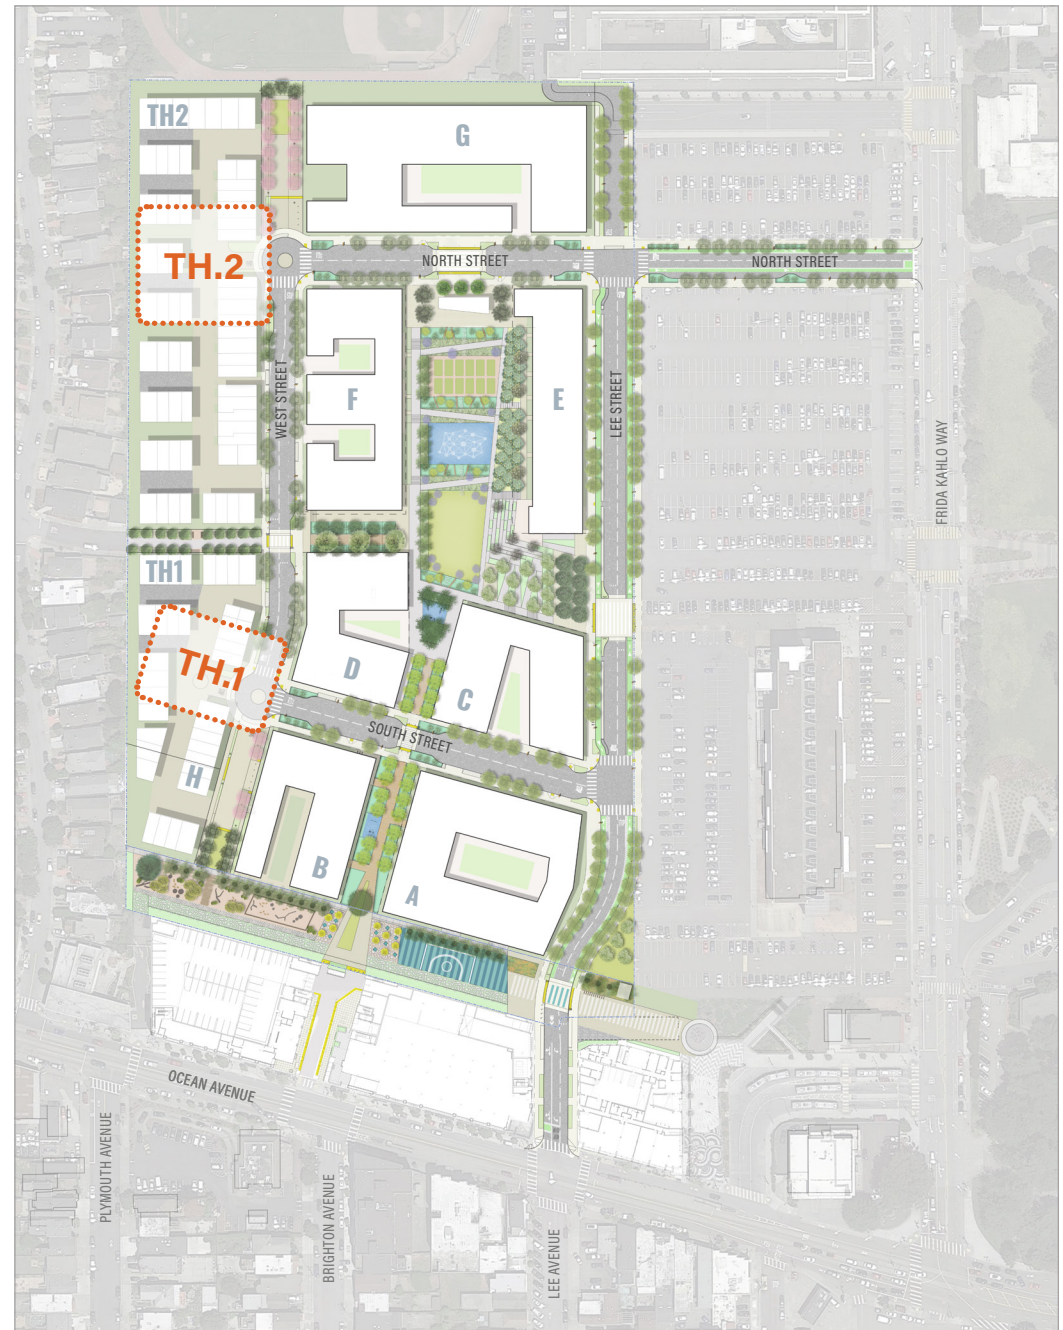 TH2
G
TH.2
NORTH STREET
NORTH STREET
WEST STREET
F
E
LEE STREET
FRIDA KAHLO WAY
TH1
TH.1
D
C
SOUTH STREET
H
B
A
OCEAN AVENUE
PLYMOUTH AVENUE
BRIGHTON AVENUE
LEE AVENUE